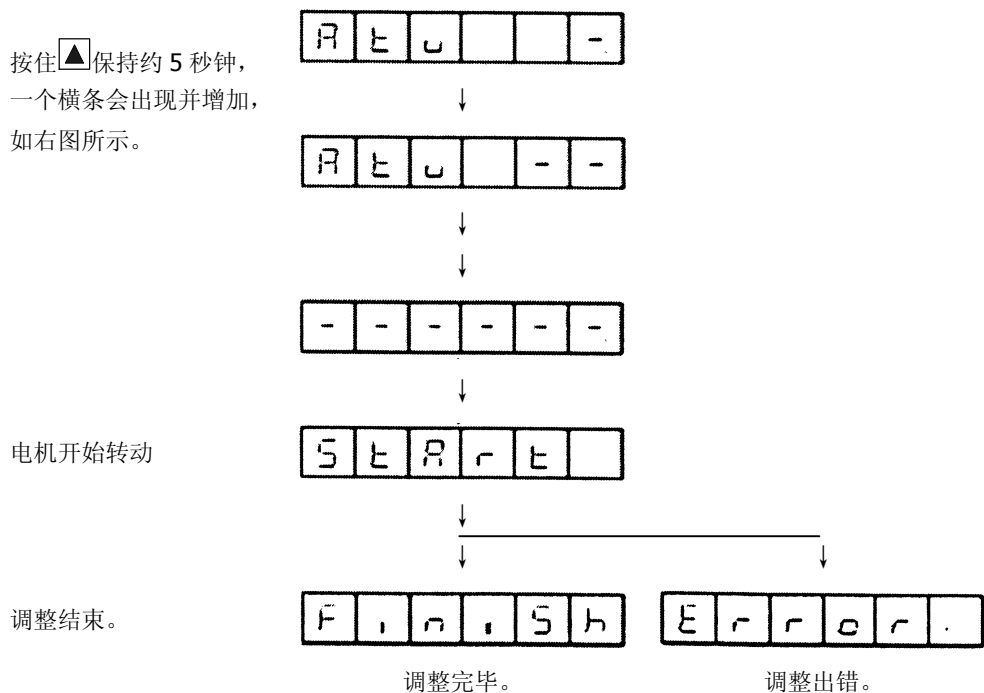 Atu -
按住▲保持约 5 秒钟，
一个横条会出现并增加，
如右图所示。
↓
Atu --
↓
↓
------
↓
电机开始转动
StArt
↓
↓ ↓
调整结束。
FiniSh Error.
调整完毕。 调整出错。